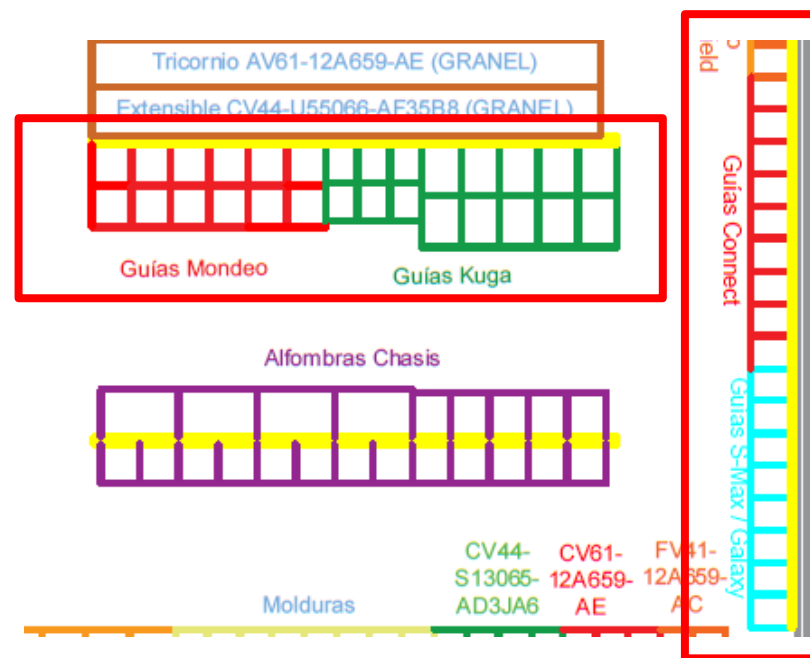 Tricornio AV61-12A659-AE (GRANEL)
Extensible CV44-U55066-AF35B8 (GRANEL)
Guías Mondeo
Guías Kuga
Alfombras Chasis
CV44-
S13065-
AD3JA6
CV61-
12A659-
AE
FV41-
12A659-
AC
Molduras
eld
Guías Connect
Guías S-Max / Galaxy